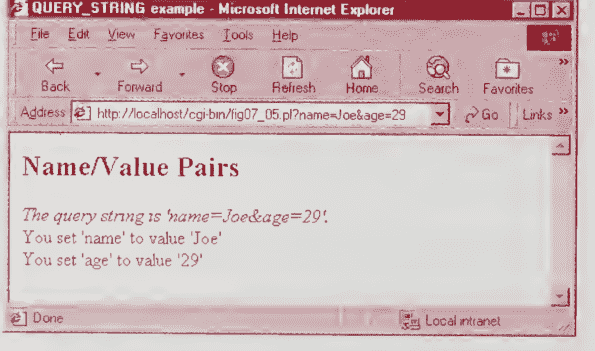 QUERY_STRING example - Microsoft Internet Explorer
File Edit View Favorites Tools Help
Back Forward Stop Refresh Home Search Favorites »
Address http://localhost/cgi-bin/fig07_05.pl?name=Joe&age=29 Go Links »
Name/Value Pairs
The query string is 'name=Joe&age=29'.
You set 'name' to value 'Joe'
You set 'age' to value '29'
Done Local intranet